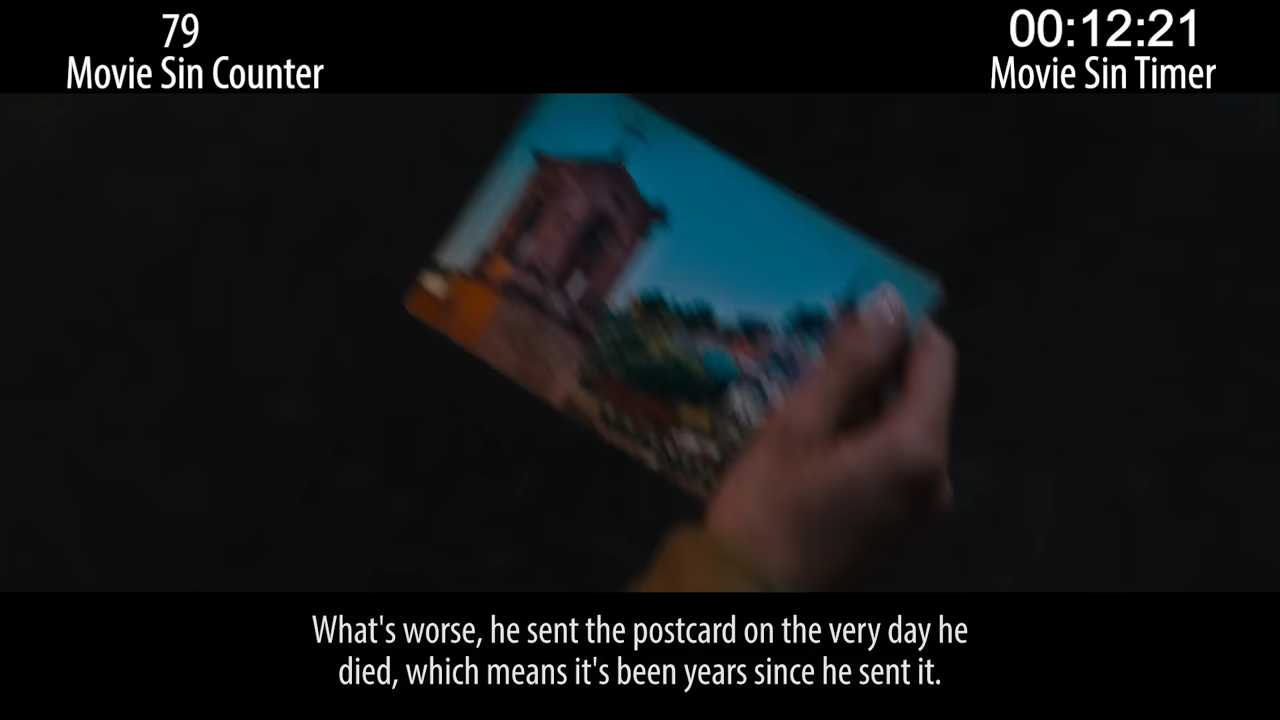 79
Movie Sin Counter
00:12:21
Movie Sin Timer
What's worse, he sent the postcard on the very day he
died, which means it's been years since he sent it.